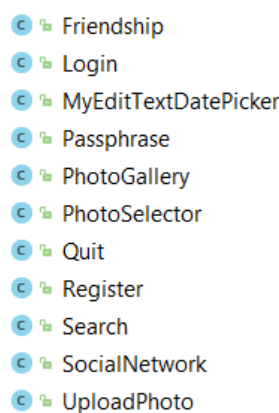 C Friendship
C Login
C MyEditTextDatePicker
C Passphrase
C PhotoGallery
C PhotoSelector
C Quit
C Register
C Search
C SocialNetwork
C UploadPhoto